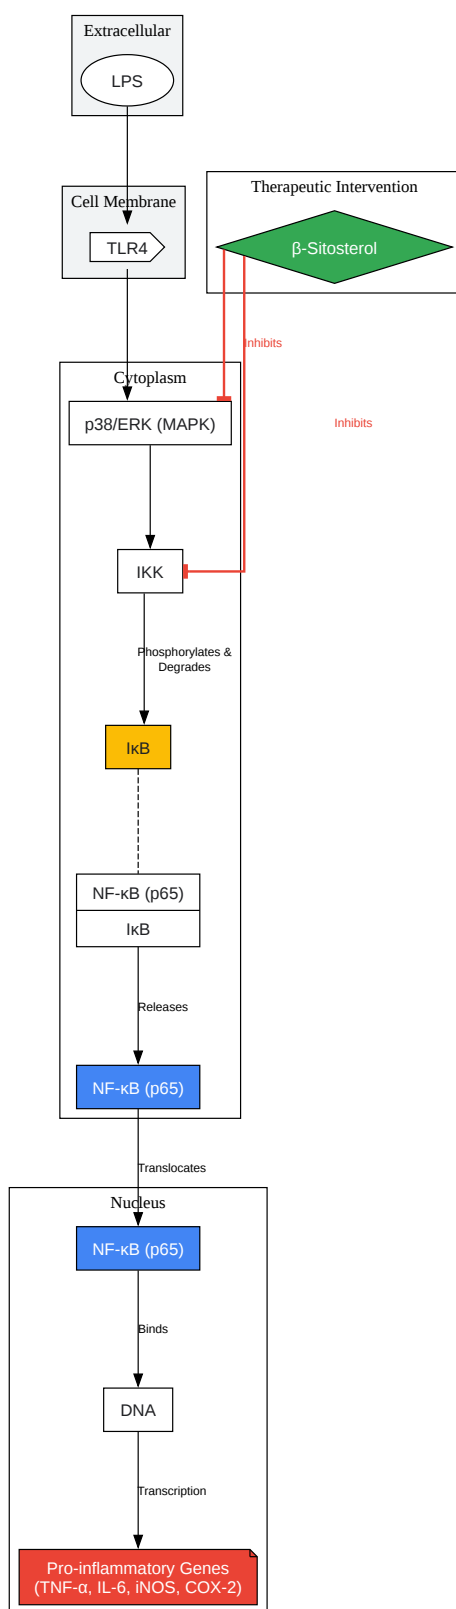 Extracellular
LPS
Cell Membrane
TLR4
Therapeutic Intervention
β-Sitosterol
Inhibits
Cytoplasm
p38/ERK (MAPK)
Inhibits
IKK
Phosphorylates &
Degrades
IκB
NF-κB (p65)
IκB
Releases
NF-κB (p65)
Translocates
Nucleus
NF-κB (p65)
Binds
DNA
Transcription
Pro-inflammatory Genes
(TNF-α, IL-6, iNOS, COX-2)